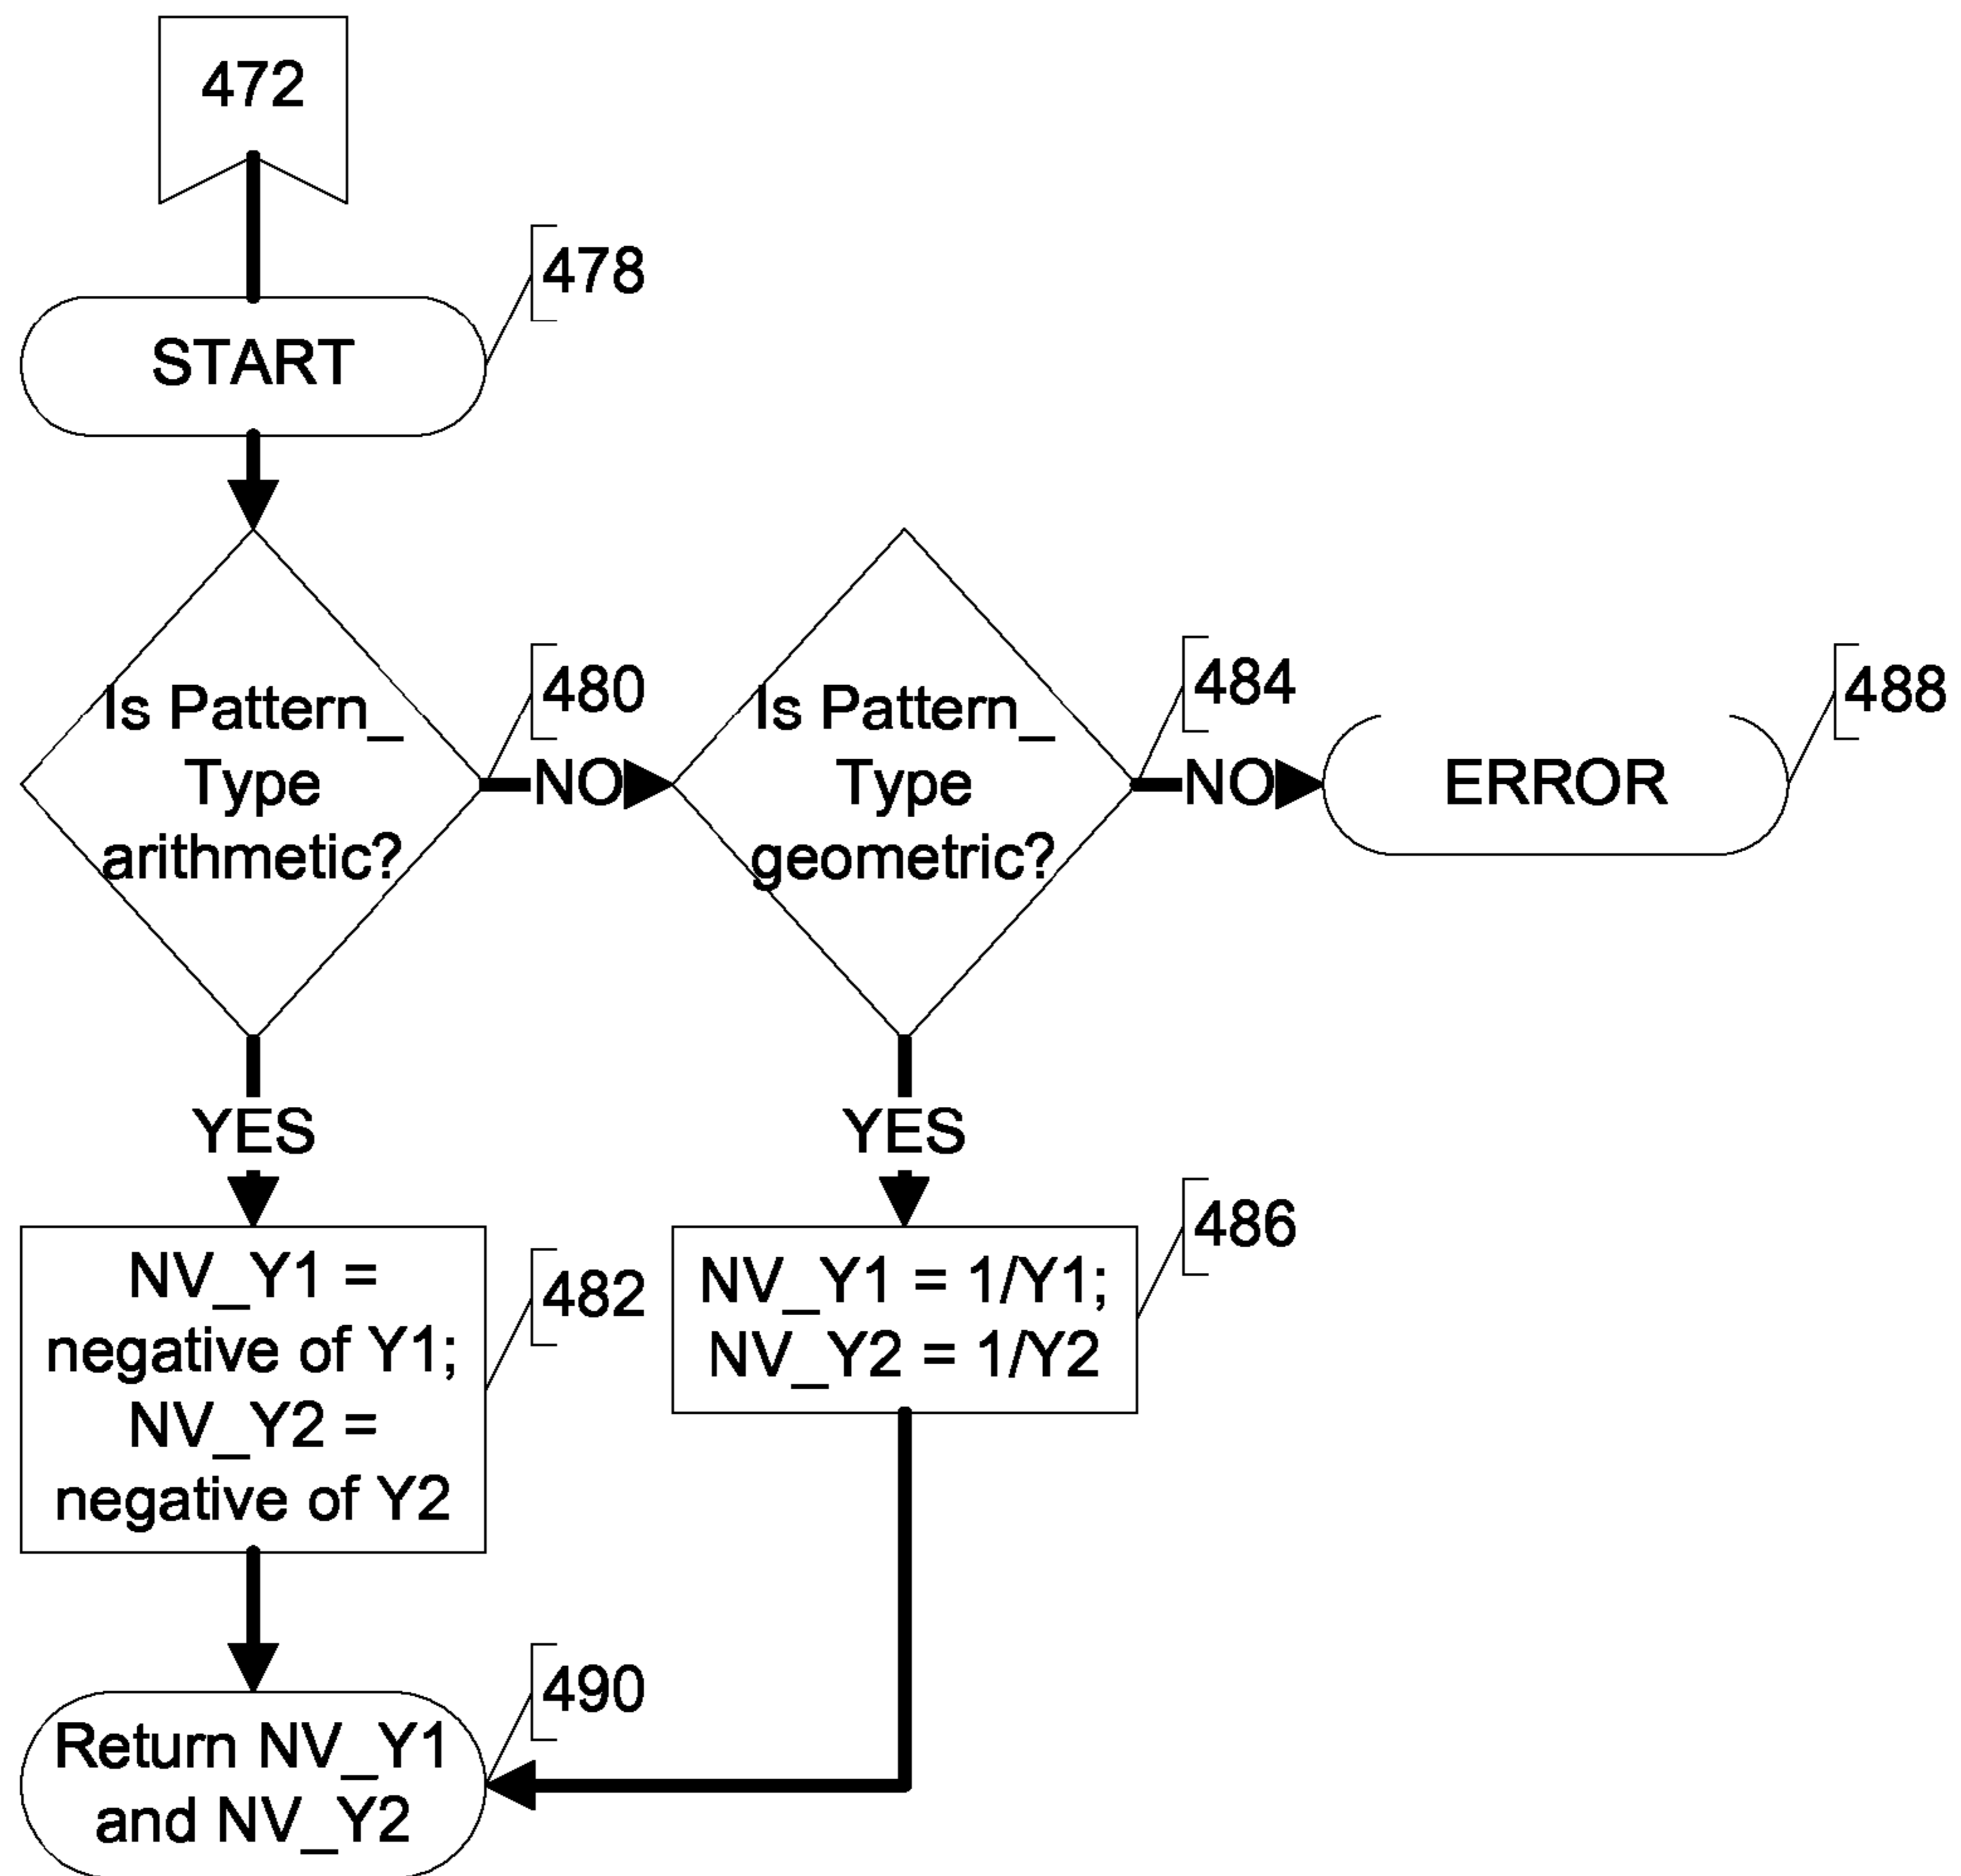 472
478
START
480
484
488
Is Pattern_
Type
arithmetic?
NO
Is Pattern_
Type
geometric?
NO
ERROR
YES
YES
482
486
NV_Y1 =
negative of Y1;
NV_Y2 =
negative of Y2
NV_Y1 = 1/Y1;
NV_Y2 = 1/Y2
490
Return NV_Y1
and NV_Y2